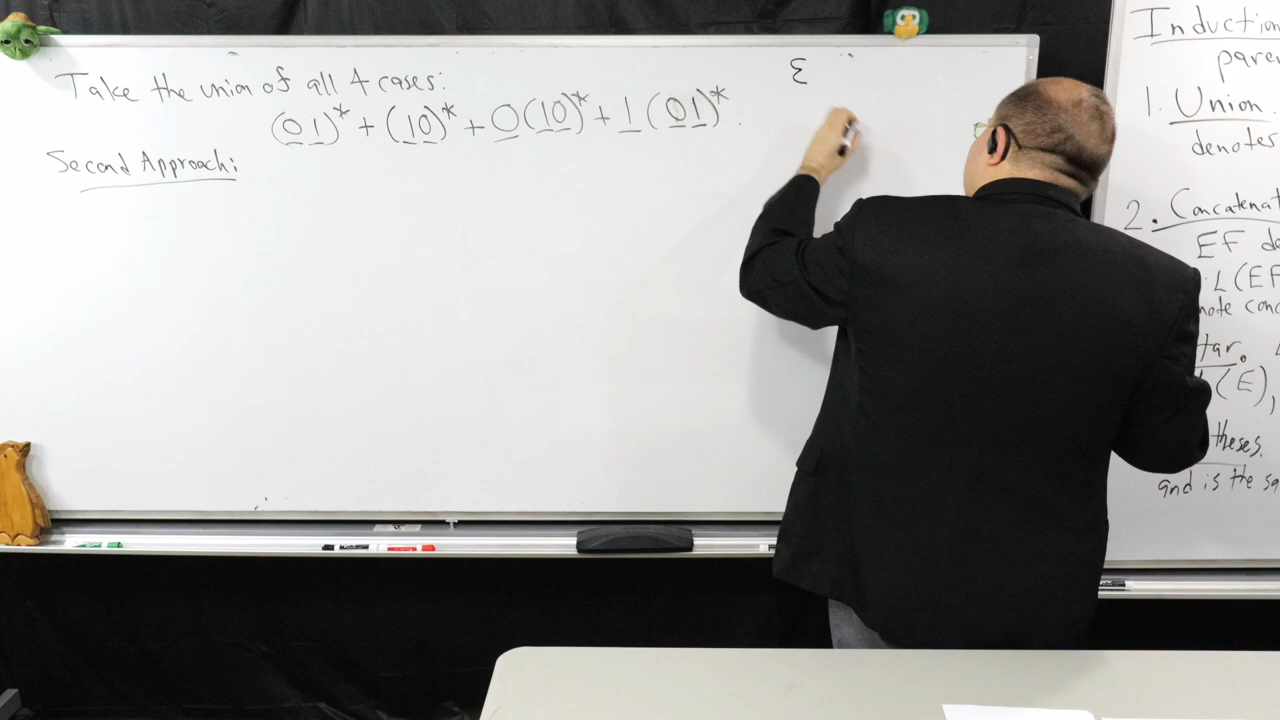 Take the union of all 4 cases:
(01)* + (10)* + 0(10)* + 1(01)*.
Second Approach:
ε
Induction
1. Union
denotes
2. Concatenat
EF de
L(EF
note conc
tar.
(E),
theses.
and is the sa